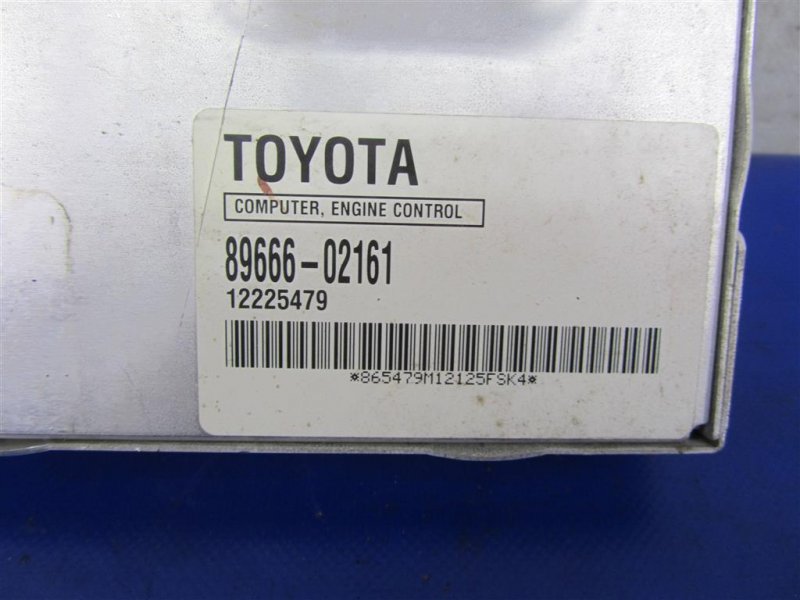 TOYOTA
COMPUTER, ENGINE CONTROL
89666-02161
12225479
*865479M12125FSK4*